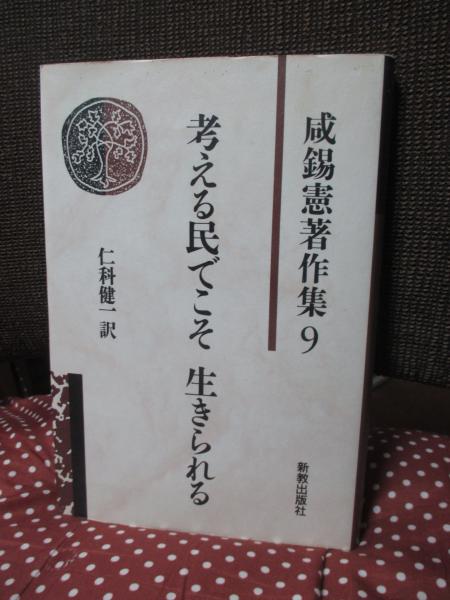 咸錫憲著作集9
考える民でこそ 生きられる
仁科健一訳
新教出版社